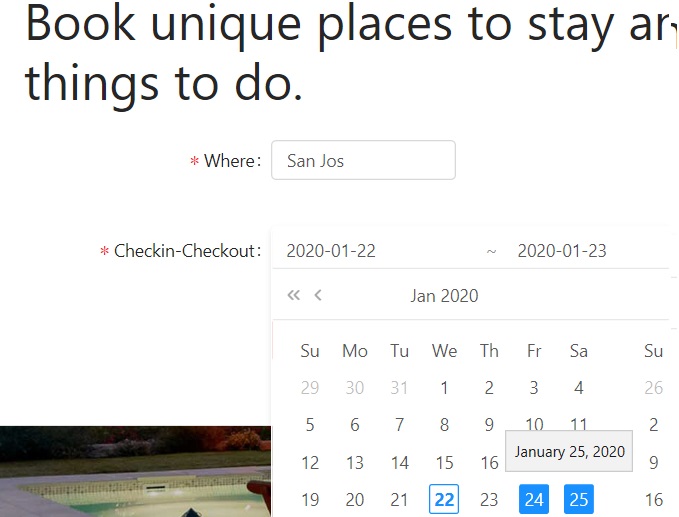 Book unique places to stay an
things to do.
* Where:
San Jos
* Checkin-Checkout:
2020-01-22 ~ 2020-01-23
Jan 2020
Su Mo Tu We Th Fr Sa Su
29 30 31 1 2 3 4 26
5 6 7 8 9 10 11 2
January 25, 2020
12 13 14 15 16 9
19 20 21 22 23 24 25 16